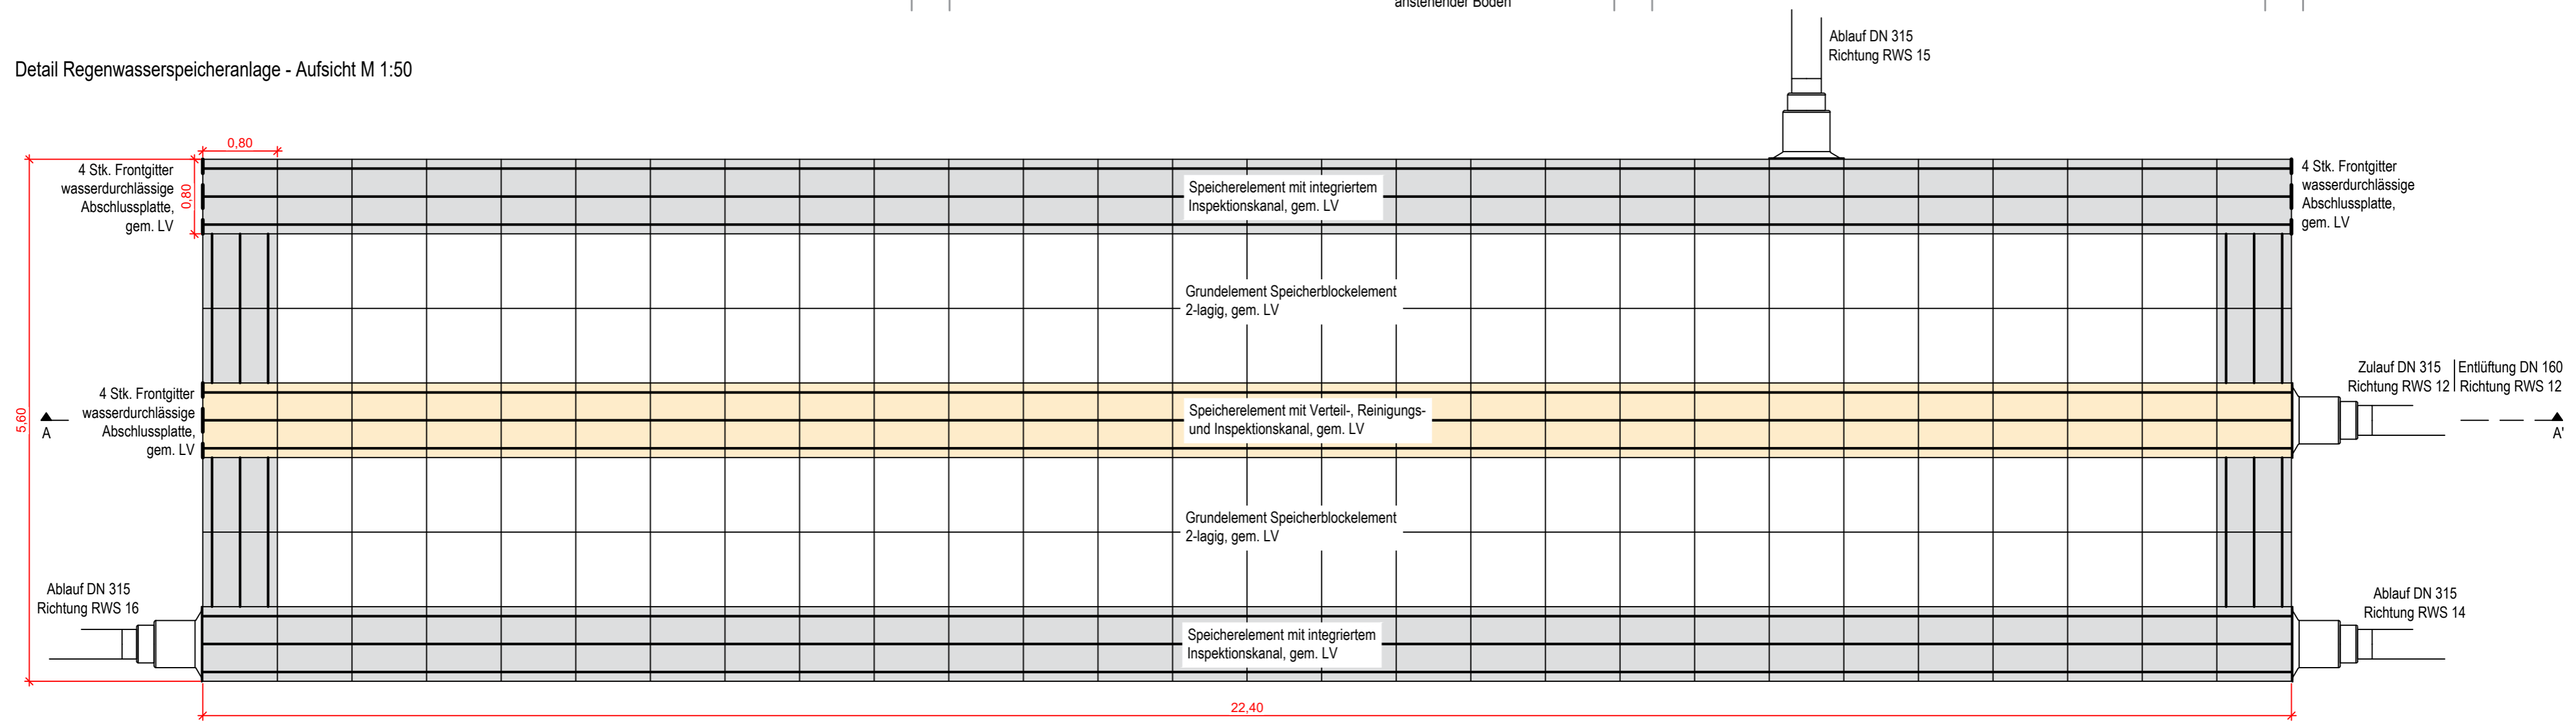 anstehender Boden
Ablauf DN 315
Richtung RWS 15
Detail Regenwasserspeicheranlage - Aufsicht M 1:50
0,80
4 Stk. Frontgitter
wasserdurchlässige
Abschlussplatte,
gem. LV
0,80
Speicherelement mit integriertem
Inspektionskanal, gem. LV
4 Stk. Frontgitter
wasserdurchlässige
Abschlussplatte,
gem. LV
Grundelement Speicherblockelement
2-lagig, gem. LV
5,60
A
4 Stk. Frontgitter
wasserdurchlässige
Abschlussplatte,
gem. LV
Speicherelement mit Verteil-, Reinigungs-
und Inspektionskanal, gem. LV
Zulauf DN 315
Richtung RWS 12
Entlüftung DN 160
Richtung RWS 12
A'
Grundelement Speicherblockelement
2-lagig, gem. LV
Ablauf DN 315
Richtung RWS 16
Speicherelement mit integriertem
Inspektionskanal, gem. LV
Ablauf DN 315
Richtung RWS 14
22,40